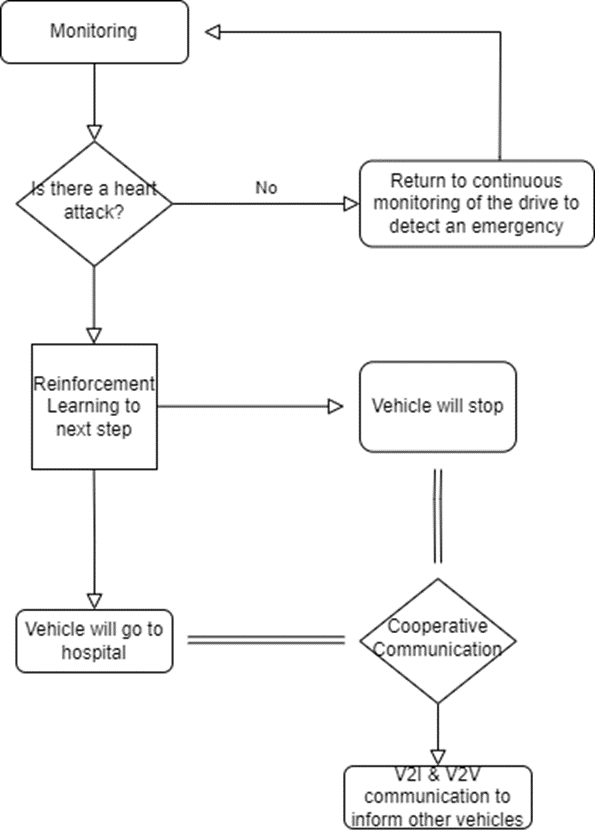 Monitoring
Is there a heart
attack?
No
Return to continuous
monitoring of the drive to
detect an emergency
Reinforcement
Learning to
next step
Vehicle will stop
Vehicle will go to
hospital
Cooperative
Communication
V2I & V2V
communication to
inform other vehicles